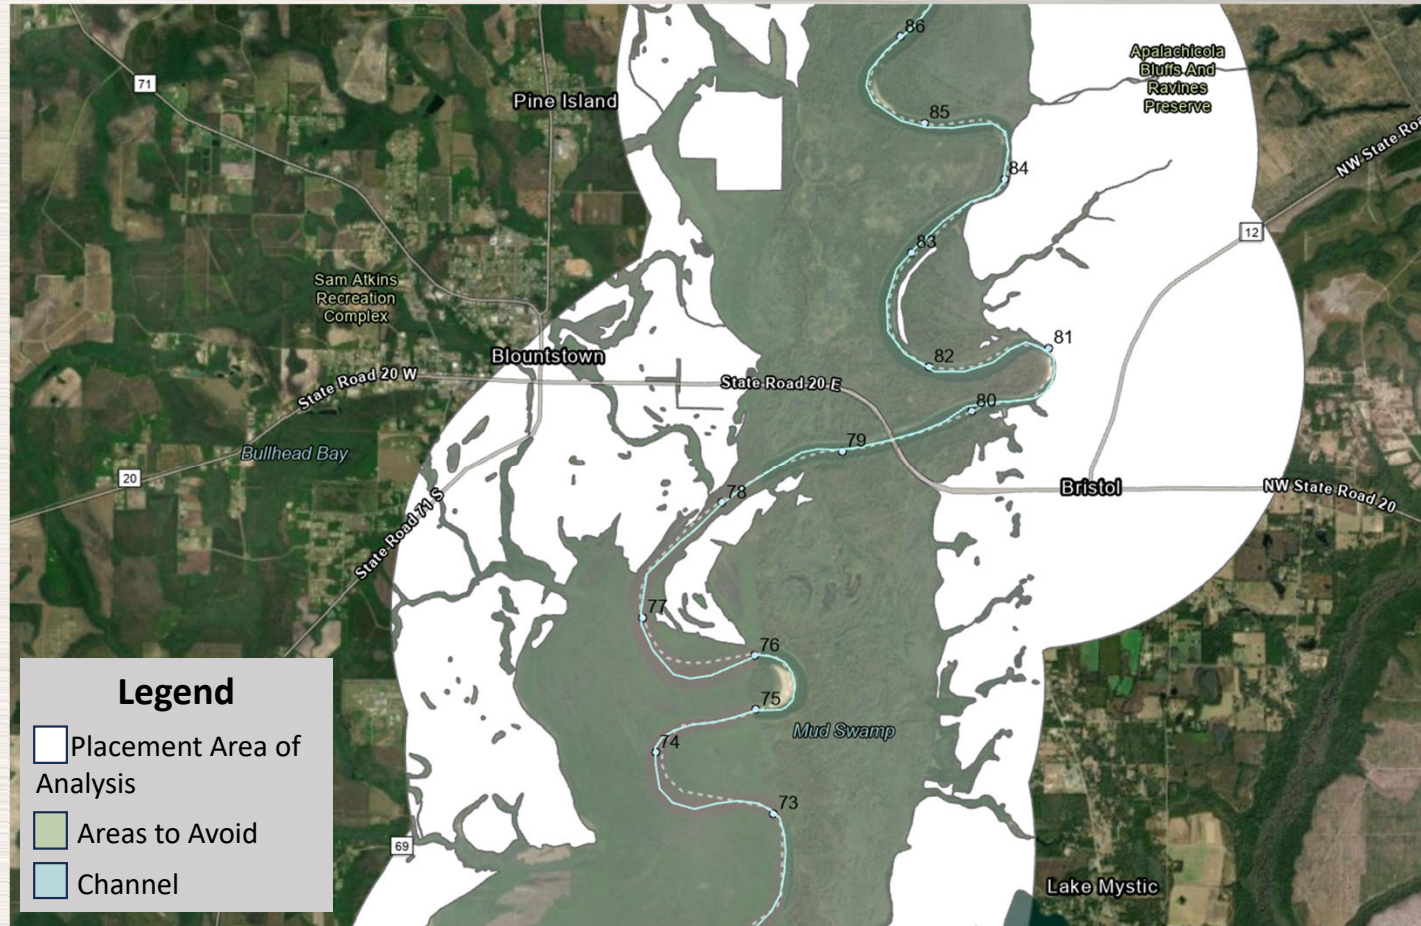 86
Apalachicola
Bluffs And
Ravines
Preserve
71
Pine Island
85
NW State Roa
84
12
83
Sam Atkins
Recreation
Complex
81
Blountstown
82
State Road 20 W
State Road 20 E
80
79
Bullhead Bay
20
78
Bristol
NW State Road 20
State Road 71 S
77
76
75
Mud Swamp
74
73
69
Lake Mystic
Legend
Placement Area of
Analysis
Areas to Avoid
Channel